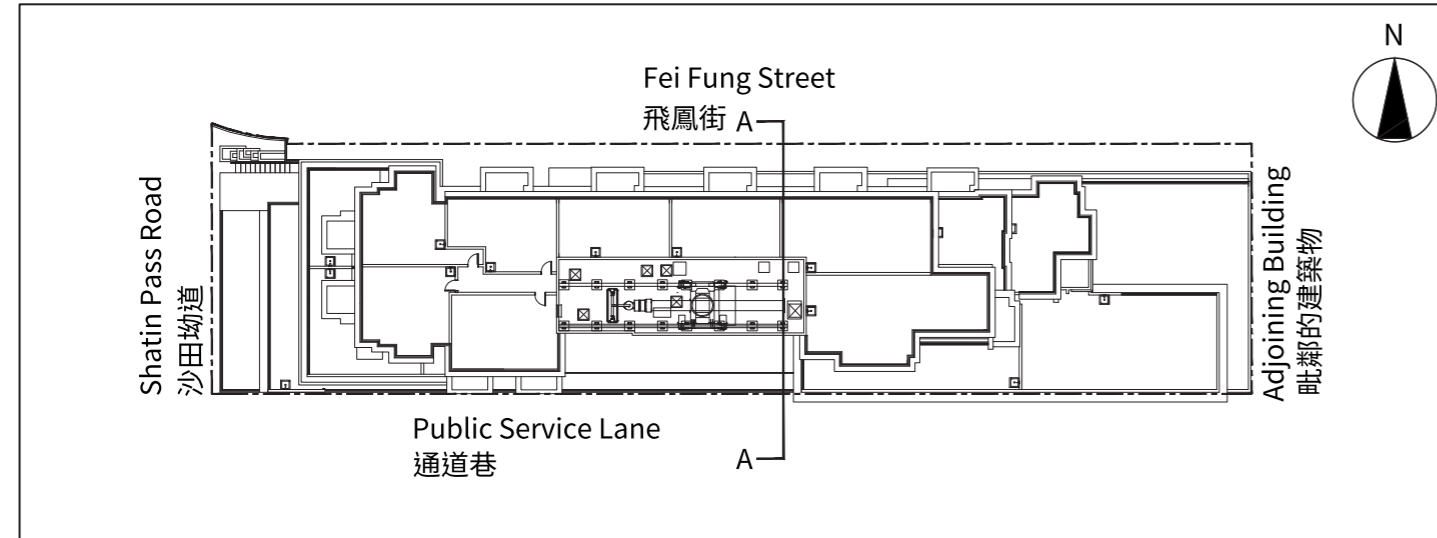 N
Fei Fung Street
飛鳳街
A
Shatin Pass Road
沙田坳道
Adjoining Building
毗鄰的建築物
Public Service Lane
通道巷
A